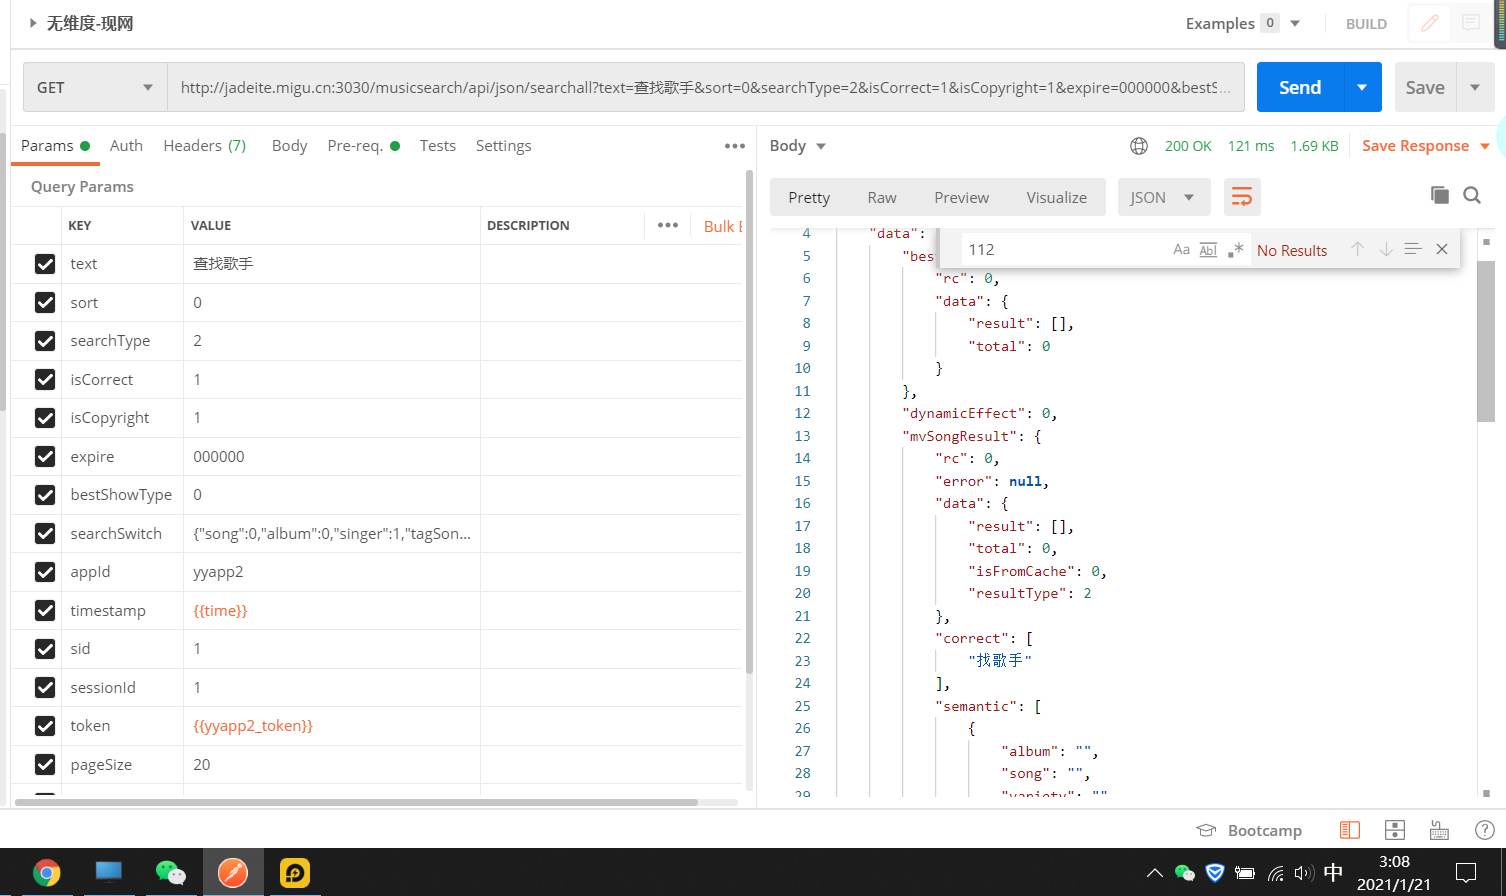 无维度-现网
Examples 0
BUILD
GET
http://jadeite.migu.cn:3030/musicsearch/api/json/searchall?text=查找歌手&sort=0&searchType=2&isCorrect=1&isCopyright=1&expire=000000&bestS...
Send
Save
Params
Auth
Headers (7)
Body
Pre-req.
Tests
Settings
Query Params
KEY VALUE DESCRIPTION Bulk E
text 查找歌手
sort 0
searchType 2
isCorrect 1
isCopyright 1
expire 000000
bestShowType 0
searchSwitch {"song":0,"album":0,"singer":1,"tagSon...
appId yyapp2
timestamp {{time}}
sid 1
sessionId 1
token {{yyapp2_token}}
pageSize 20
Body
200 OK 121 ms 1.69 KB Save Response
Pretty Raw Preview Visualize JSON
112 Aa Abl .* No Results
4 "data":
5 "bes
6 "rc": 0,
7 "data": {
8 "result": [],
9 "total": 0
10 }
11 },
12 "dynamicEffect": 0,
13 "mvSongResult": {
14 "rc": 0,
15 "error": null,
16 "data": {
17 "result": [],
18 "total": 0,
19 "isFromCache": 0,
20 "resultType": 2
21 },
22 "correct": [
23 "找歌手"
24 ],
25 "semantic": [
26 {
27 "album": "",
28 "song": "",
29 "variety": ""
Bootcamp
中
3:08
2021/1/21